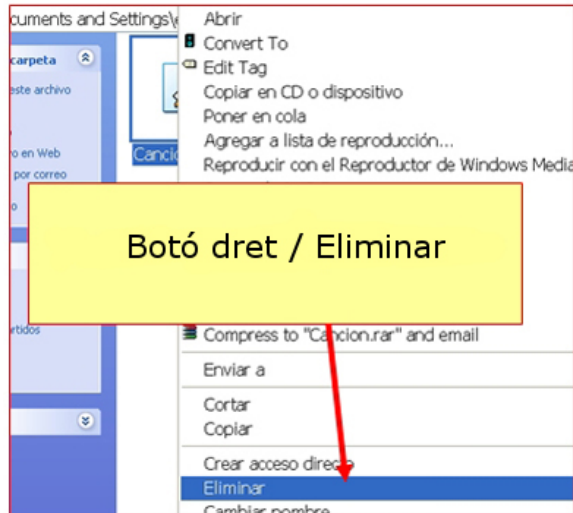 cuments and Settings\
Abrir
Convert To
carpeta
Edit Tag
este archivo
Copiar en CD o dispositivo
Poner en cola
Agregar a lista de reproducción...
o en Web
Cancio
Reproducir con el Reproductor de Windows Media
por correo
Botó dret / Eliminar
rtidos
Compress to "Cancion.rar" and email
Enviar a
Cortar
Copiar
Crear acceso directo
Eliminar
Cambiar nombre